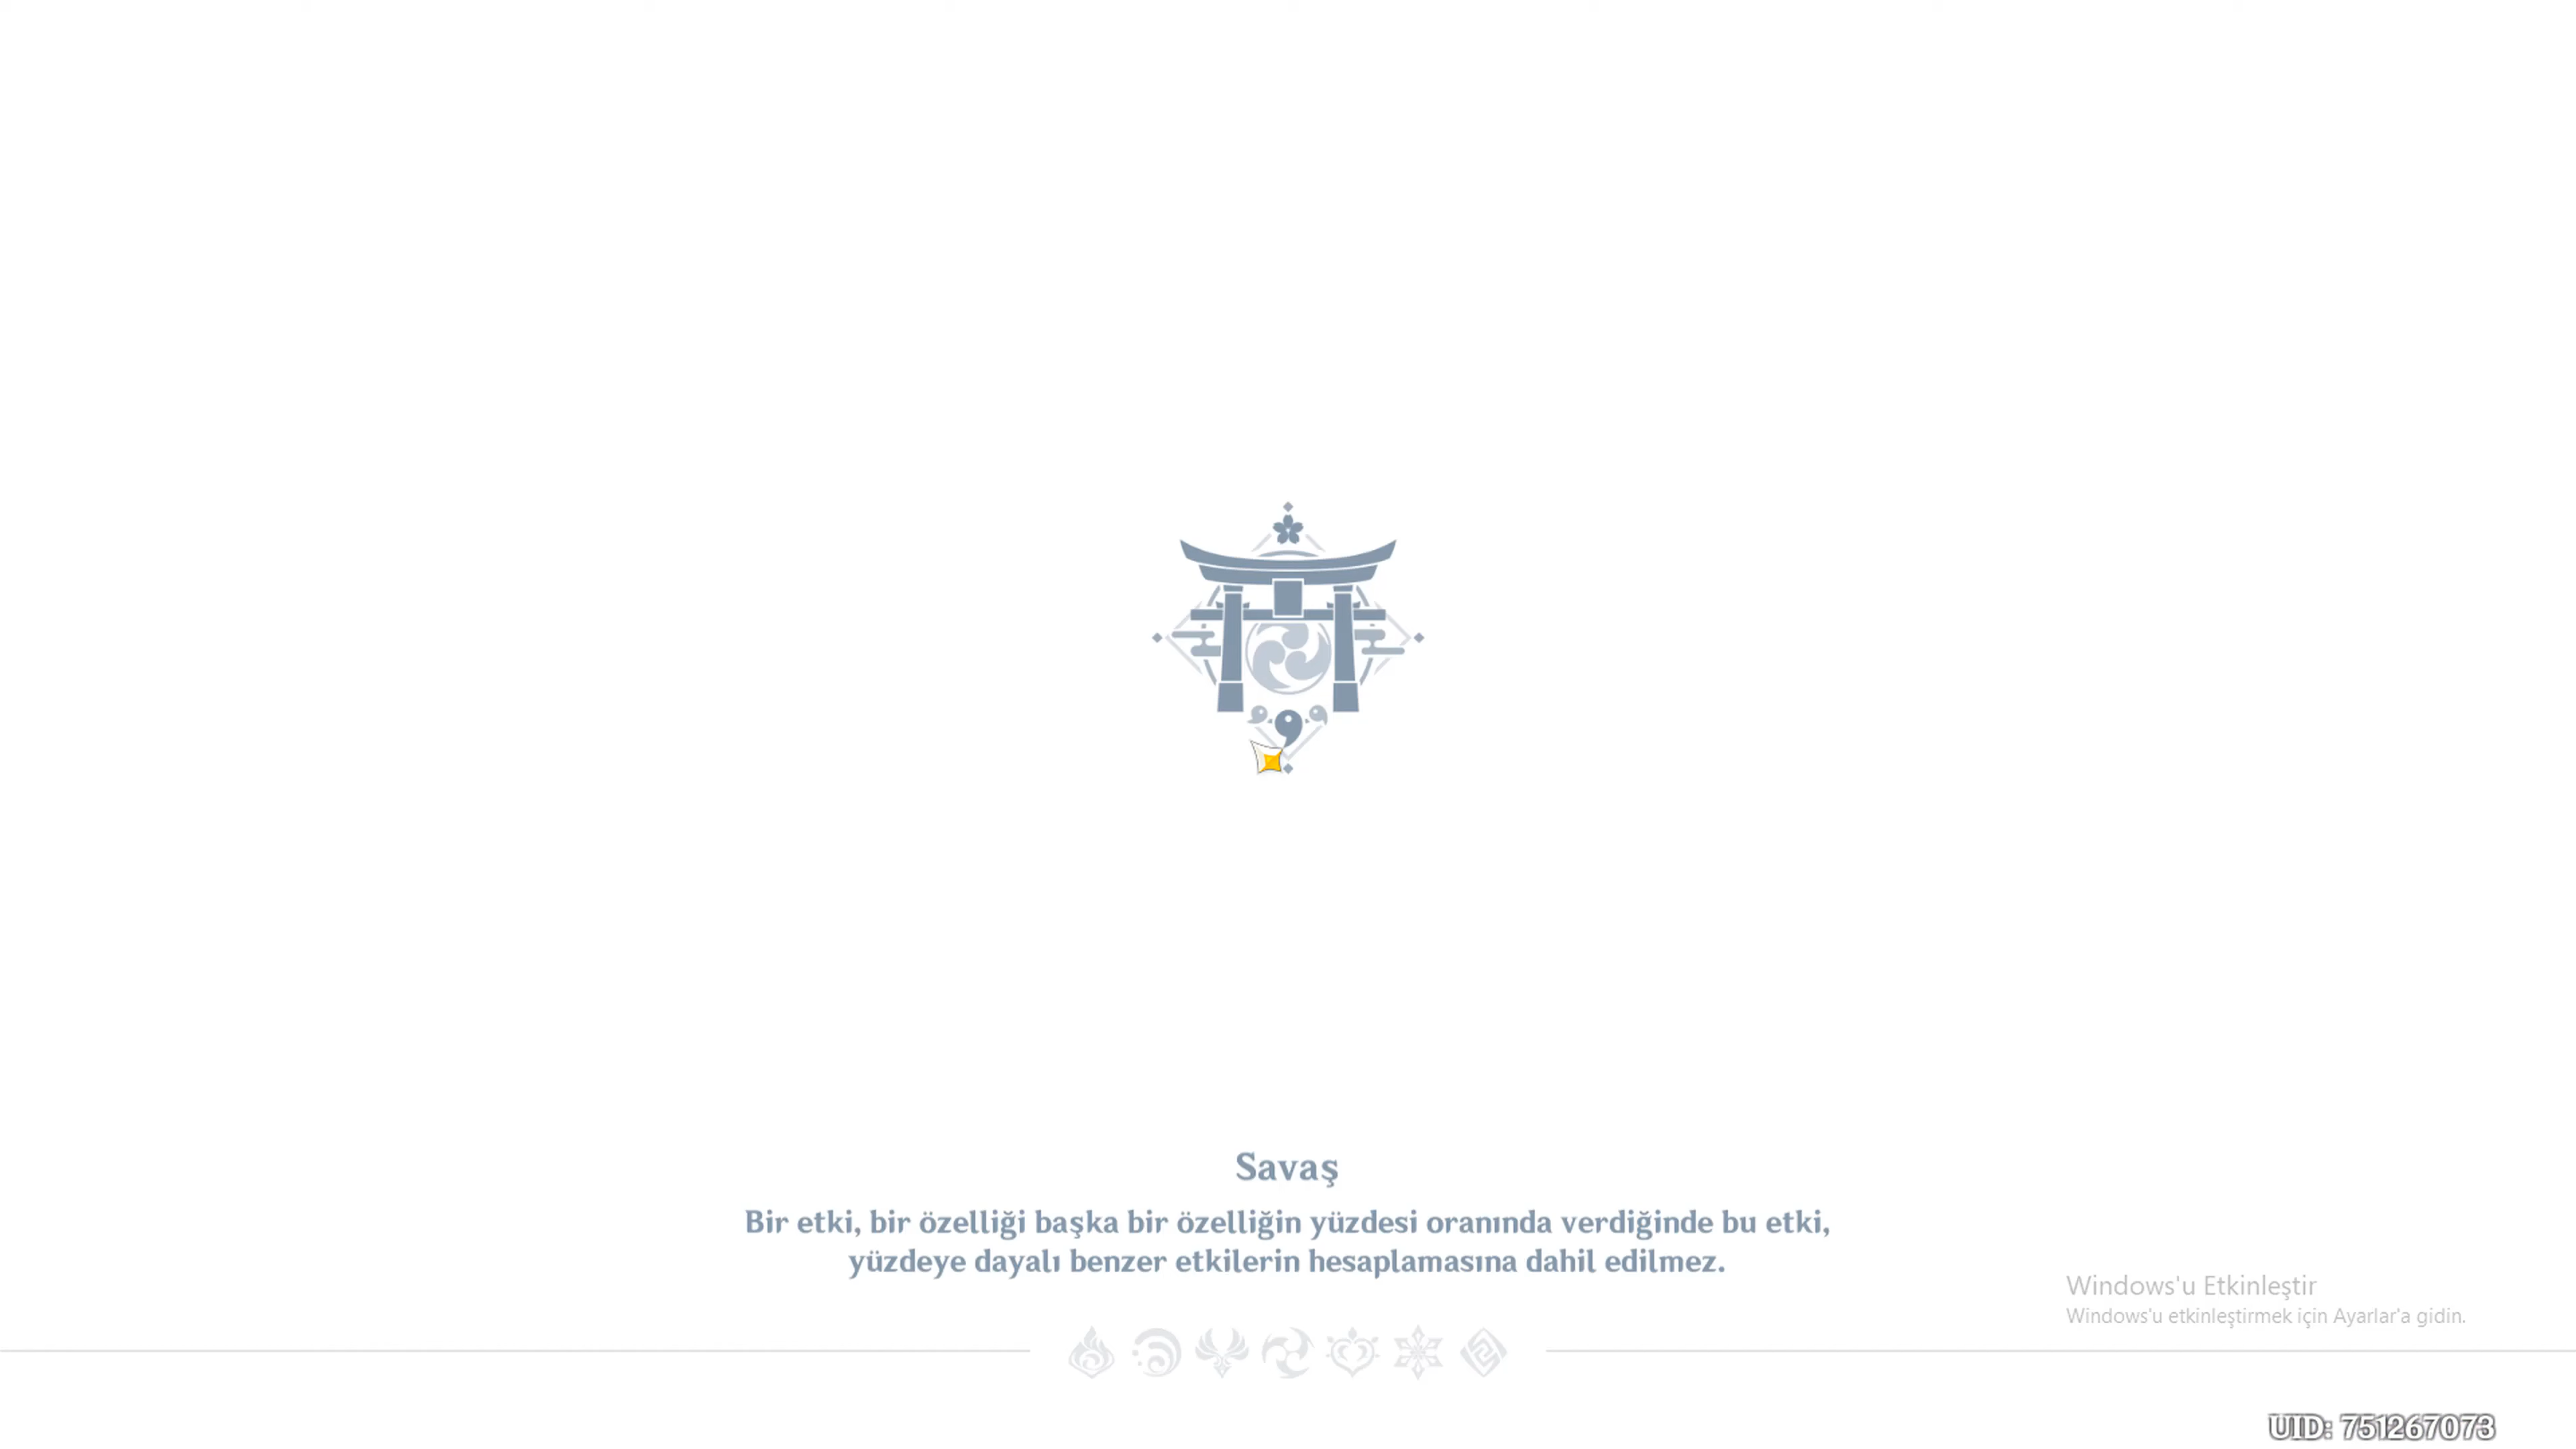 Savaş
Bir etki, bir özelliği başka bir özelliğin yüzdesi oranında verdiğinde bu etki,
yüzdeye dayalı benzer etkilerin hesaplamasına dahil edilmez.
Windows'u Etkinleştir
Windows'u etkinleştirmek için Ayarlar'a gidin.
UID: 751267073